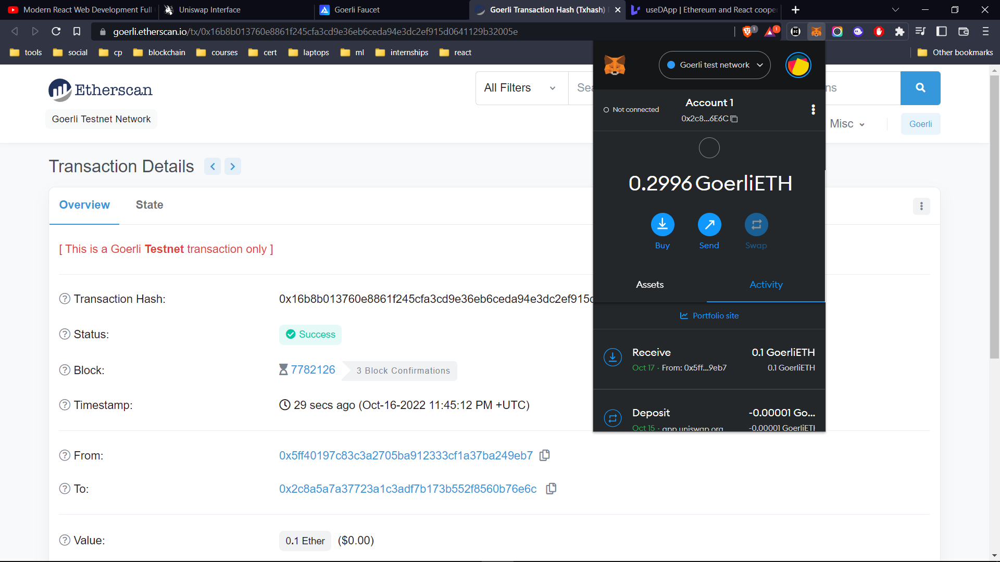 Modern React Web Development Full
Uniswap Interface
Goerli Faucet
Goerli Transaction Hash (Txhash)
useDApp | Ethereum and React cooper
goerli.etherscan.io/tx/0x16b8b013760e8861f245cfa3cd9e36eb6ceda94e3dc2ef915d0641129b32005e
1
1
tools
social
cp
blockchain
courses
cert
laptops
ml
internships
react
Other bookmarks
Etherscan
Goerli Testnet Network
All Filters
Sea
ns
Misc
Goerli
Goerli test network
Not connected
Account 1
0x2c8...6E6C
0.2996 GoerliETH
Buy
Send
Swap
Assets
Activity
Portfolio site
Receive
0.1 GoerliETH
Oct 17 · From: 0x5ff...9eb7
0.1 GoerliETH
Deposit
-0.00001 Go...
Oct 15 · app.uniswap.org
-0.00001 GoerliETH
Transaction Details
Overview
State
[ This is a Goerli Testnet transaction only ]
Transaction Hash:
0x16b8b013760e8861f245cfa3cd9e36eb6ceda94e3dc2ef915d
Status:
Success
Block:
7782126
3 Block Confirmations
Timestamp:
29 secs ago (Oct-16-2022 11:45:12 PM +UTC)
From:
0x5ff40197c83c3a2705ba912333cf1a37ba249eb7
To:
0x2c8a5a7a37723a1c3adf7b173b552f8560b76e6c
Value:
0.1 Ether
($0.00)